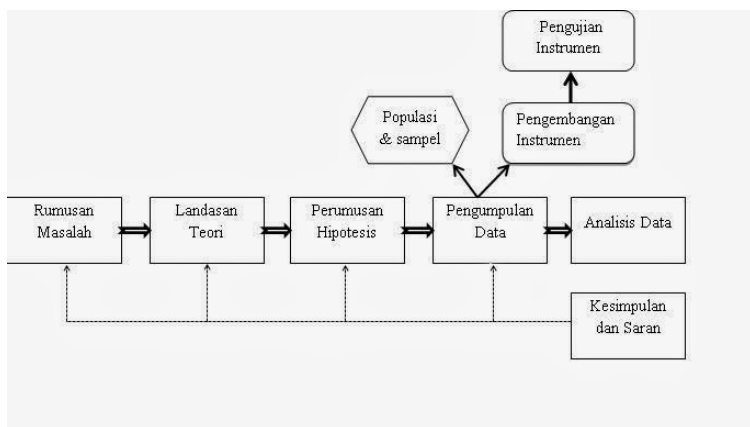 Pengujian
Instrumen
Populasi
& sampel
Pengembangan
Instrumen
Rumusan
Masalah
Landasan
Teori
Perumusan
Hipotesis
Pengumpulan
Data
Analisis Data
Kesimpulan
dan Saran